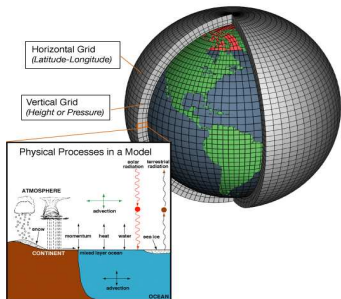 Horizontal Grid
(Latitude-Longitude)
Vertical Grid
(Height or Pressure)
Physical Processes in a Model
solar
radiation
terrestrial
radiation
ATMOSPHERE
advection
snow
momentum
heat
water
sea ice
CONTINENT
mixed layer ocean
advection
OCEAN